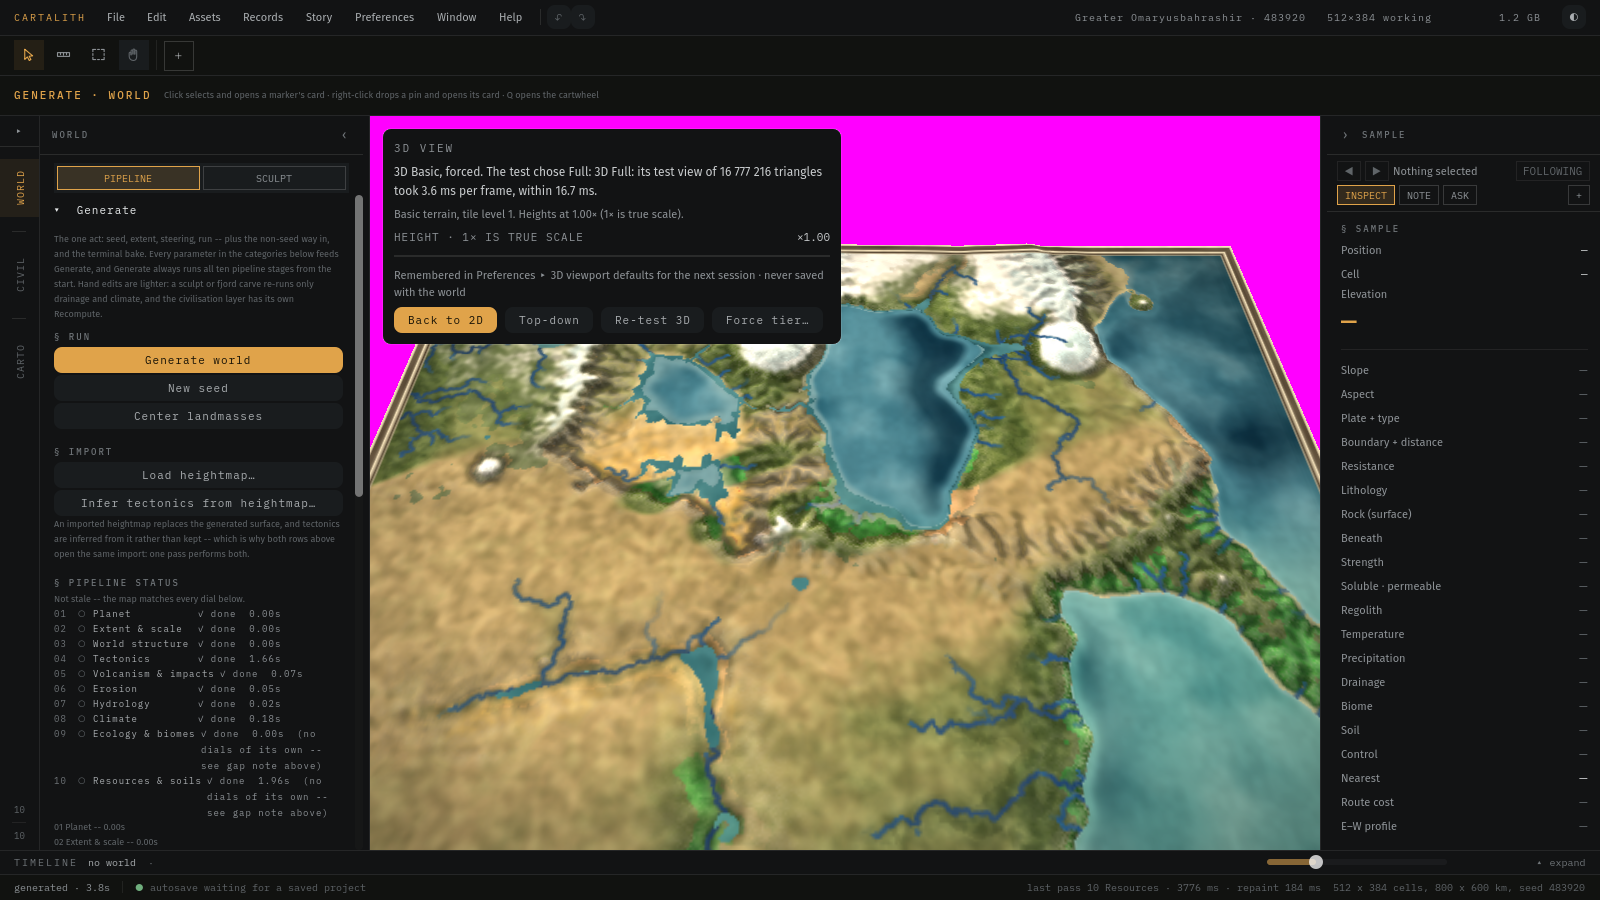 CARTALITH File Edit Assets Records Story Preferences Window Help
Greater Omaryusbahrashir · 483920 512×384 working 1.2 GB
+
GENERATE · WORLD Click selects and opens a marker's card · right-click drops a pin and opens its card · Q opens the cartwheel
WORLD
CIVIL
CARTO
10
10
WORLD
PIPELINE SCULPT
Generate
The one act: seed, extent, steering, run -- plus the non-seed way in,
and the terminal bake. Every parameter in the categories below feeds
Generate, and Generate always runs all ten pipeline stages from the
start. Hand edits are lighter: a sculpt or fjord carve re-runs only
drainage and climate, and the civilisation layer has its own
Recompute.
§ RUN
Generate world
New seed
Center landmasses
§ IMPORT
Load heightmap…
Infer tectonics from heightmap…
An imported heightmap replaces the generated surface, and tectonics
are inferred from it rather than kept -- which is why both rows above
open the same import: one pass performs both.
§ PIPELINE STATUS
Not stale -- the map matches every dial below.
01 Planet √ done 0.00s
02 Extent & scale √ done 0.00s
03 World structure √ done 0.00s
04 Tectonics √ done 1.66s
05 Volcanism & impacts √ done 0.07s
06 Erosion √ done 0.05s
07 Hydrology √ done 0.02s
08 Climate √ done 0.18s
09 Ecology & biomes √ done 0.00s (no
dials of its own --
see gap note above)
10 Resources & soils √ done 1.96s (no
dials of its own --
see gap note above)
01 Planet -- 0.00s
02 Extent & scale -- 0.00s
3D VIEW
3D Basic, forced. The test chose Full: 3D Full: its test view of 16 777 216 triangles
took 3.6 ms per frame, within 16.7 ms.
Basic terrain, tile level 1. Heights at 1.00× (1× is true scale).
HEIGHT · 1× IS TRUE SCALE ×1.00
Remembered in Preferences ▸ 3D viewport defaults for the next session · never saved
with the world
Back to 2D Top-down Re-test 3D Force tier…
SAMPLE
Nothing selected FOLLOWING
INSPECT NOTE ASK +
§ SAMPLE
Position —
Cell —
Elevation
—
Slope —
Aspect —
Plate + type —
Boundary + distance —
Resistance —
Lithology —
Rock (surface) —
Beneath —
Strength —
Soluble · permeable —
Regolith —
Temperature —
Precipitation —
Drainage —
Biome —
Soil —
Control —
Nearest —
Route cost —
E–W profile —
TIMELINE no world · expand
generated · 3.8s autosave waiting for a saved project
last pass 10 Resources · 3776 ms · repaint 184 ms 512 x 384 cells, 800 x 600 km, seed 483920